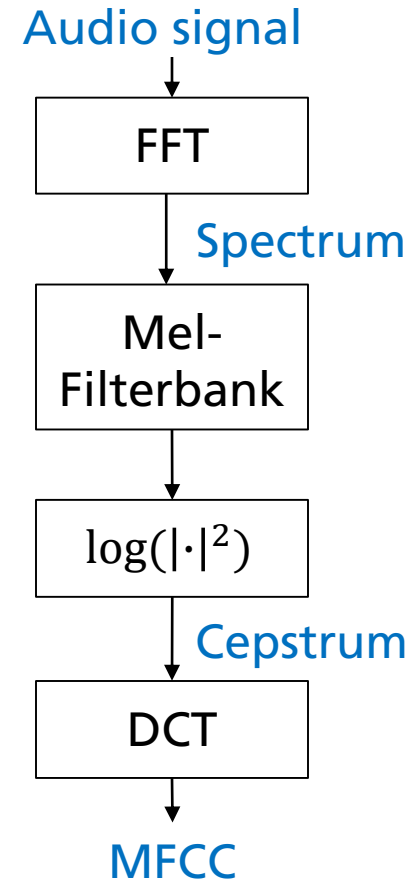 Audio signal
FFT
Spectrum
Mel-
Filterbank
log(|·|²)
Cepstrum
DCT
MFCC